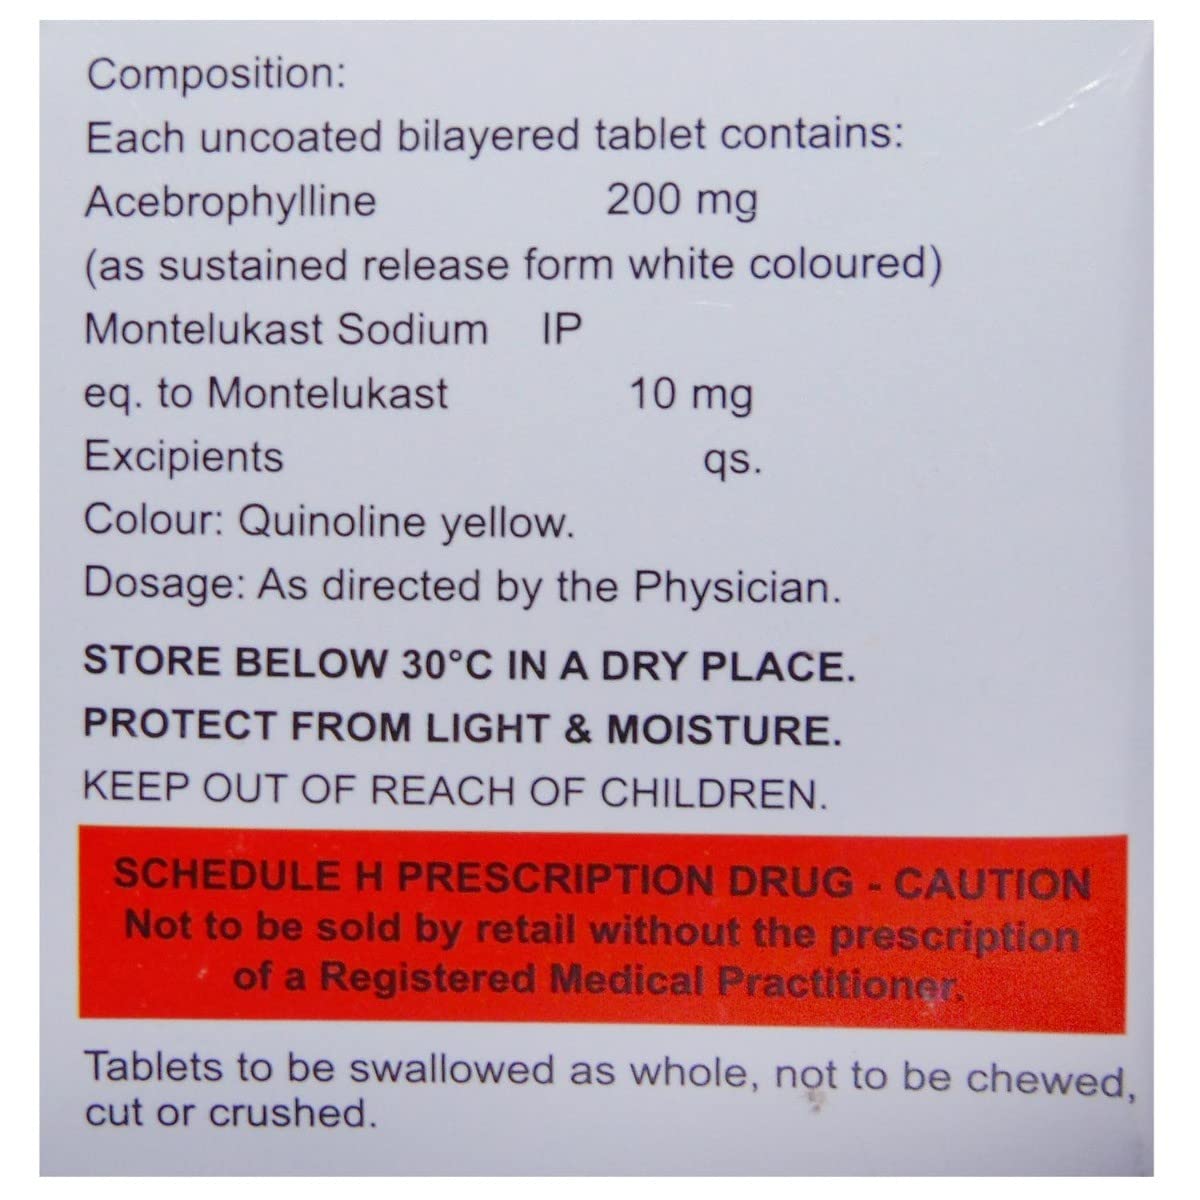 Composition:
Each uncoated bilayered tablet contains:
Acebrophylline 200 mg
(as sustained release form white coloured)
Montelukast Sodium IP
eq. to Montelukast 10 mg
Excipients qs.
Colour: Quinoline yellow.
Dosage: As directed by the Physician.
STORE BELOW 30°C IN A DRY PLACE.
PROTECT FROM LIGHT & MOISTURE.
KEEP OUT OF REACH OF CHILDREN.
SCHEDULE H PRESCRIPTION DRUG - CAUTION
Not to be sold by retail without the prescription
of a Registered Medical Practitioner.
Tablets to be swallowed as whole, not to be chewed,
cut or crushed.